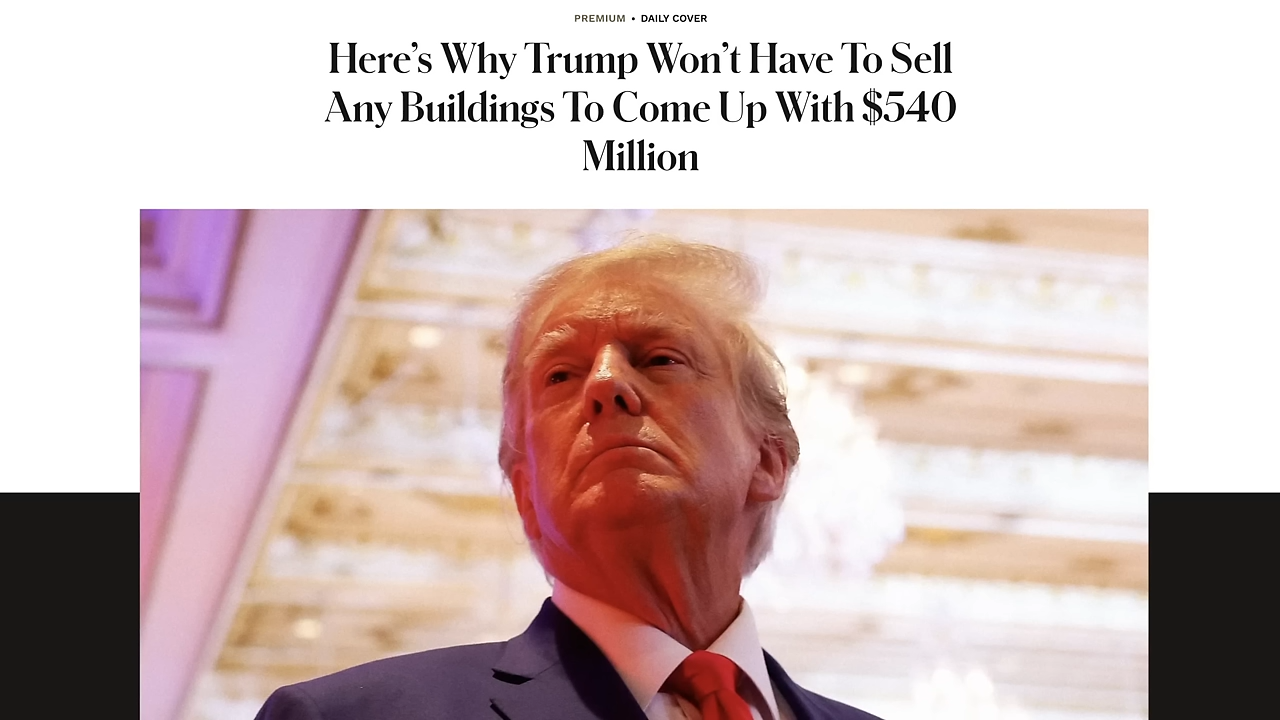 PREMIUM • DAILY COVER
Here’s Why Trump Won’t Have To Sell
Any Buildings To Come Up With $540
Million